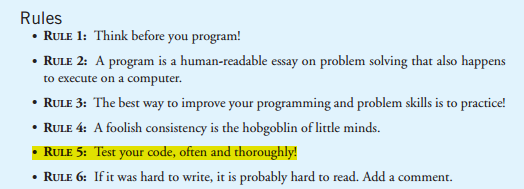 Rules
• RULE 1: Think before you program!
• RULE 2: A program is a human-readable essay on problem solving that also happens
to execute on a computer.
• RULE 3: The best way to improve your programming and problem skills is to practice!
• RULE 4: A foolish consistency is the hobgoblin of little minds.
• RULE 5: Test your code, often and thoroughly!
• RULE 6: If it was hard to write, it is probably hard to read. Add a comment.